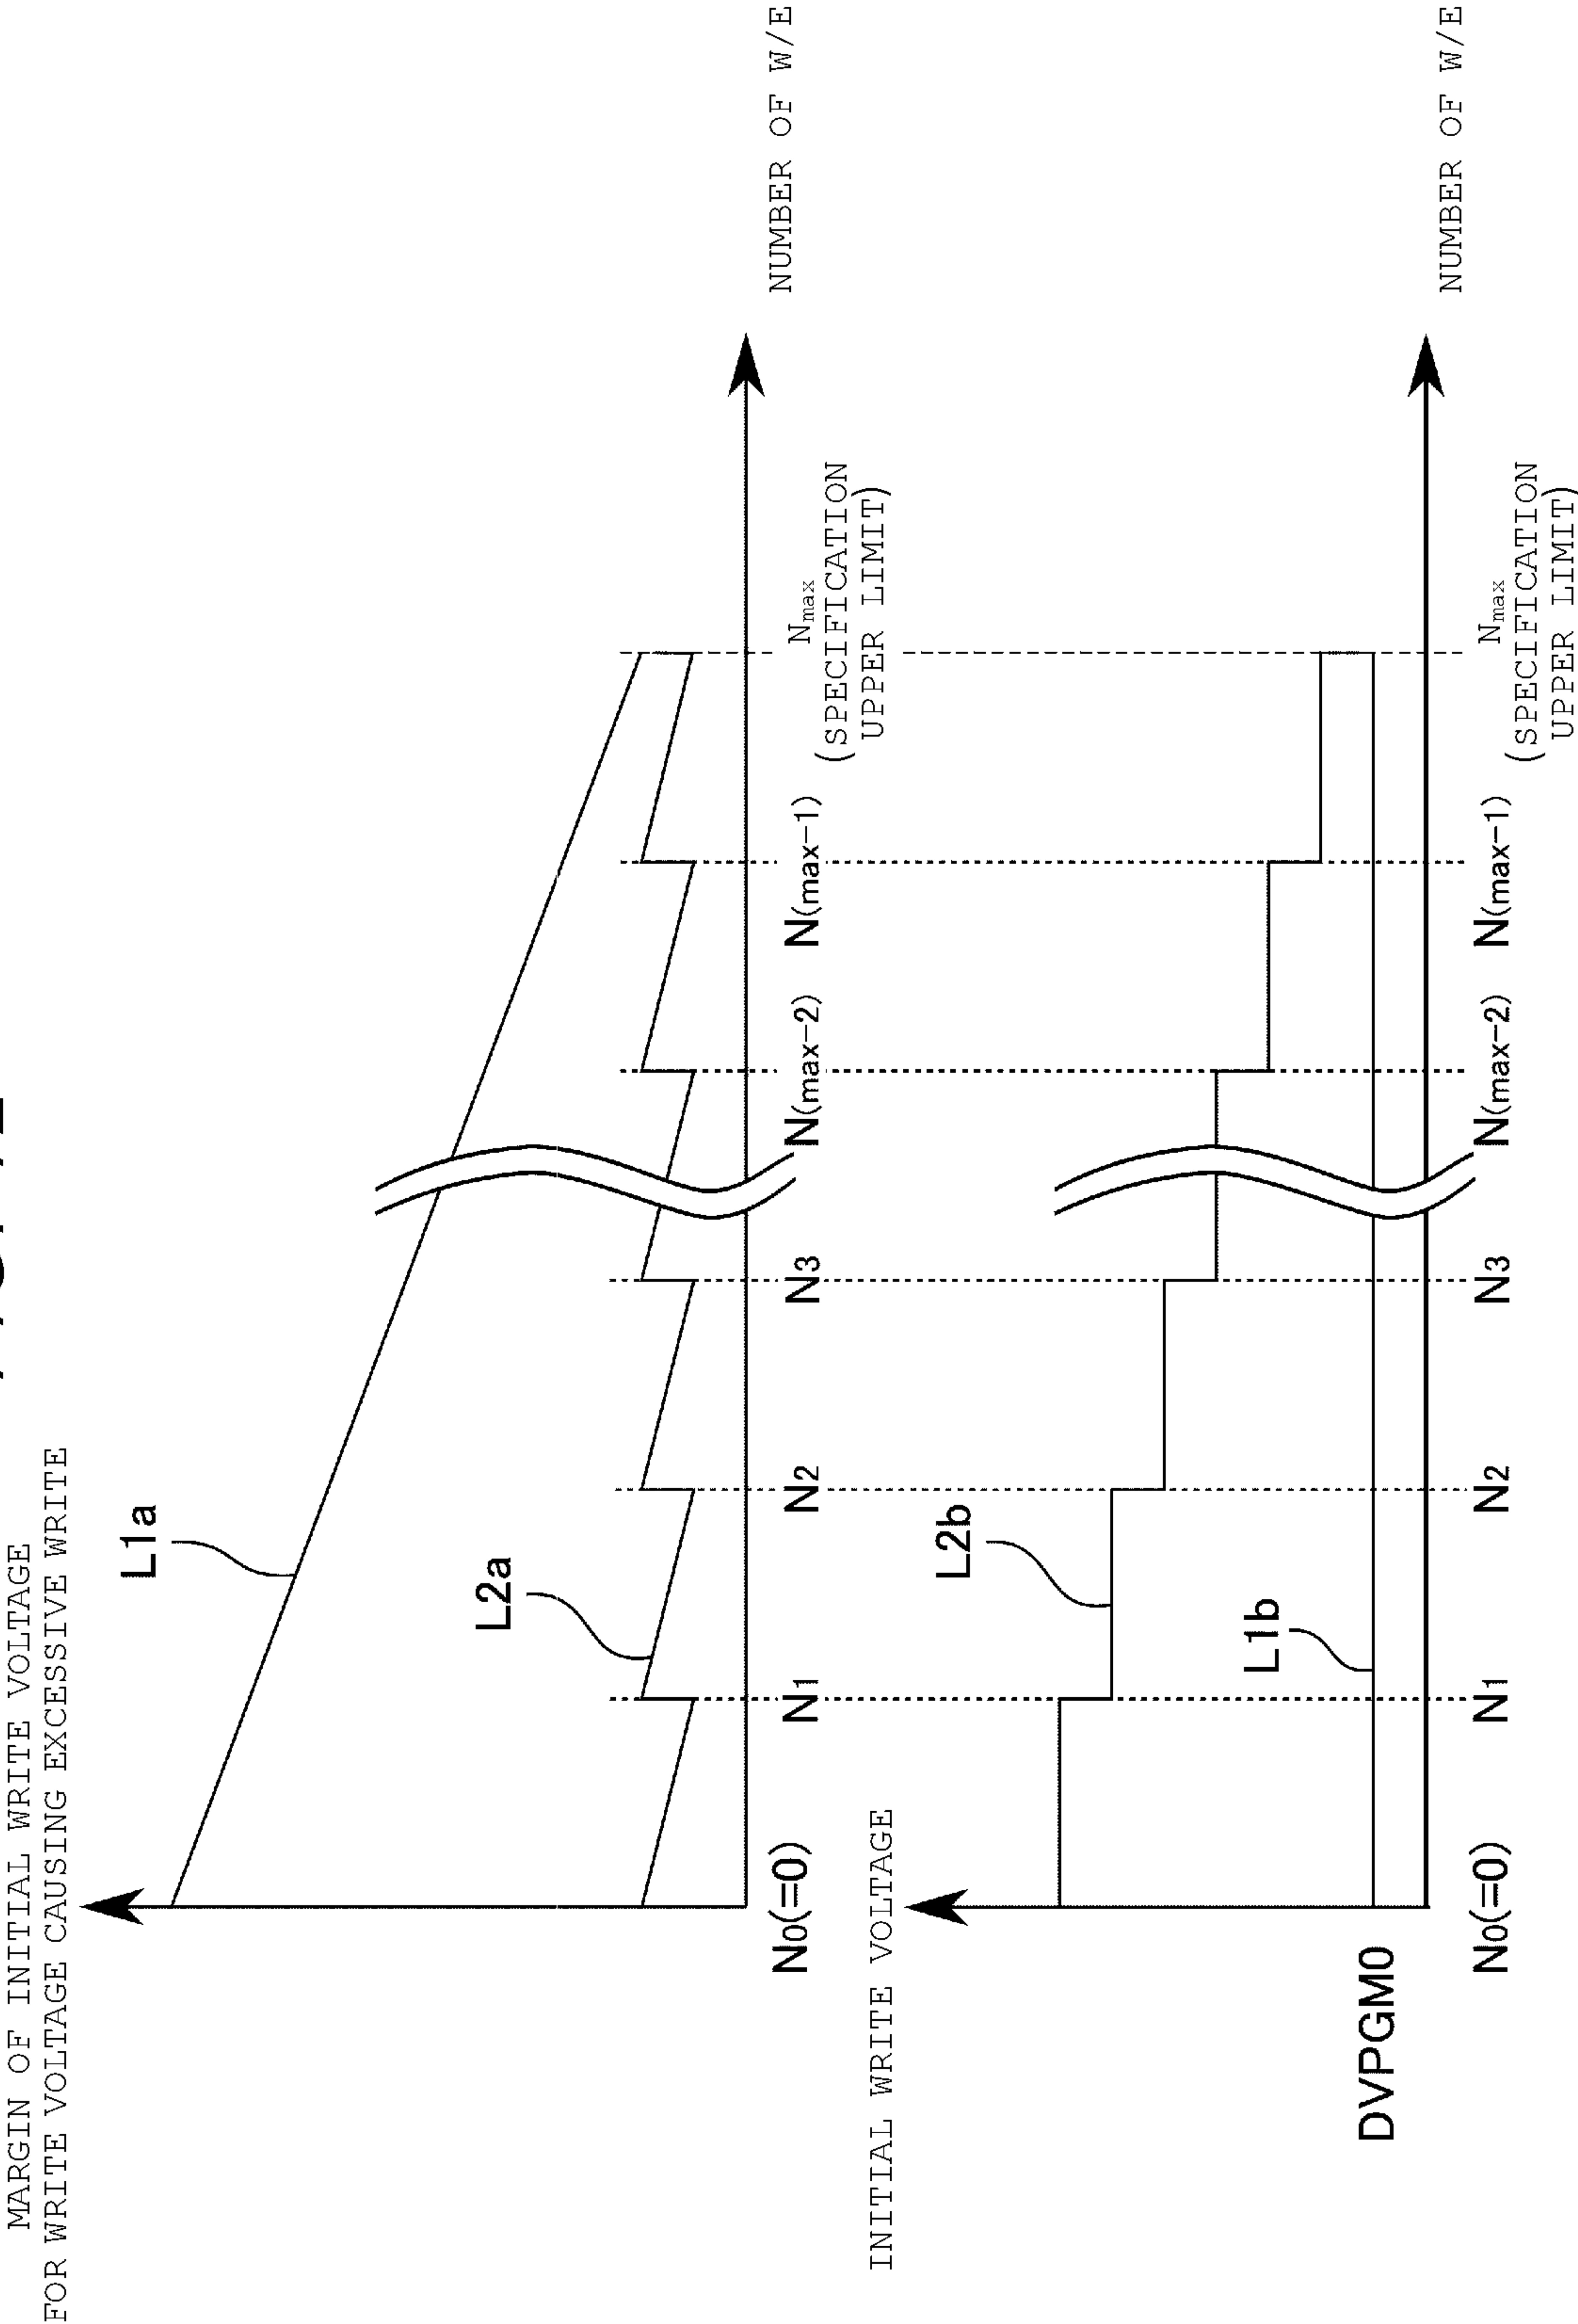 MARGIN OF INITIAL WRITE VOLTAGE
FOR WRITE VOLTAGE CAUSING EXCESSIVE WRITE
L1a
L2a
NUMBER OF W/E
N0(=0)
N1
N2
N3
N(max-2)
N(max-1)
Nmax
(SPECIFICATION
UPPER LIMIT)
INITIAL WRITE VOLTAGE
L2b
L1b
DVPGM0
NUMBER OF W/E
N0(=0)
N1
N2
N3
N(max-2)
N(max-1)
Nmax
(SPECIFICATION
UPPER LIMIT)